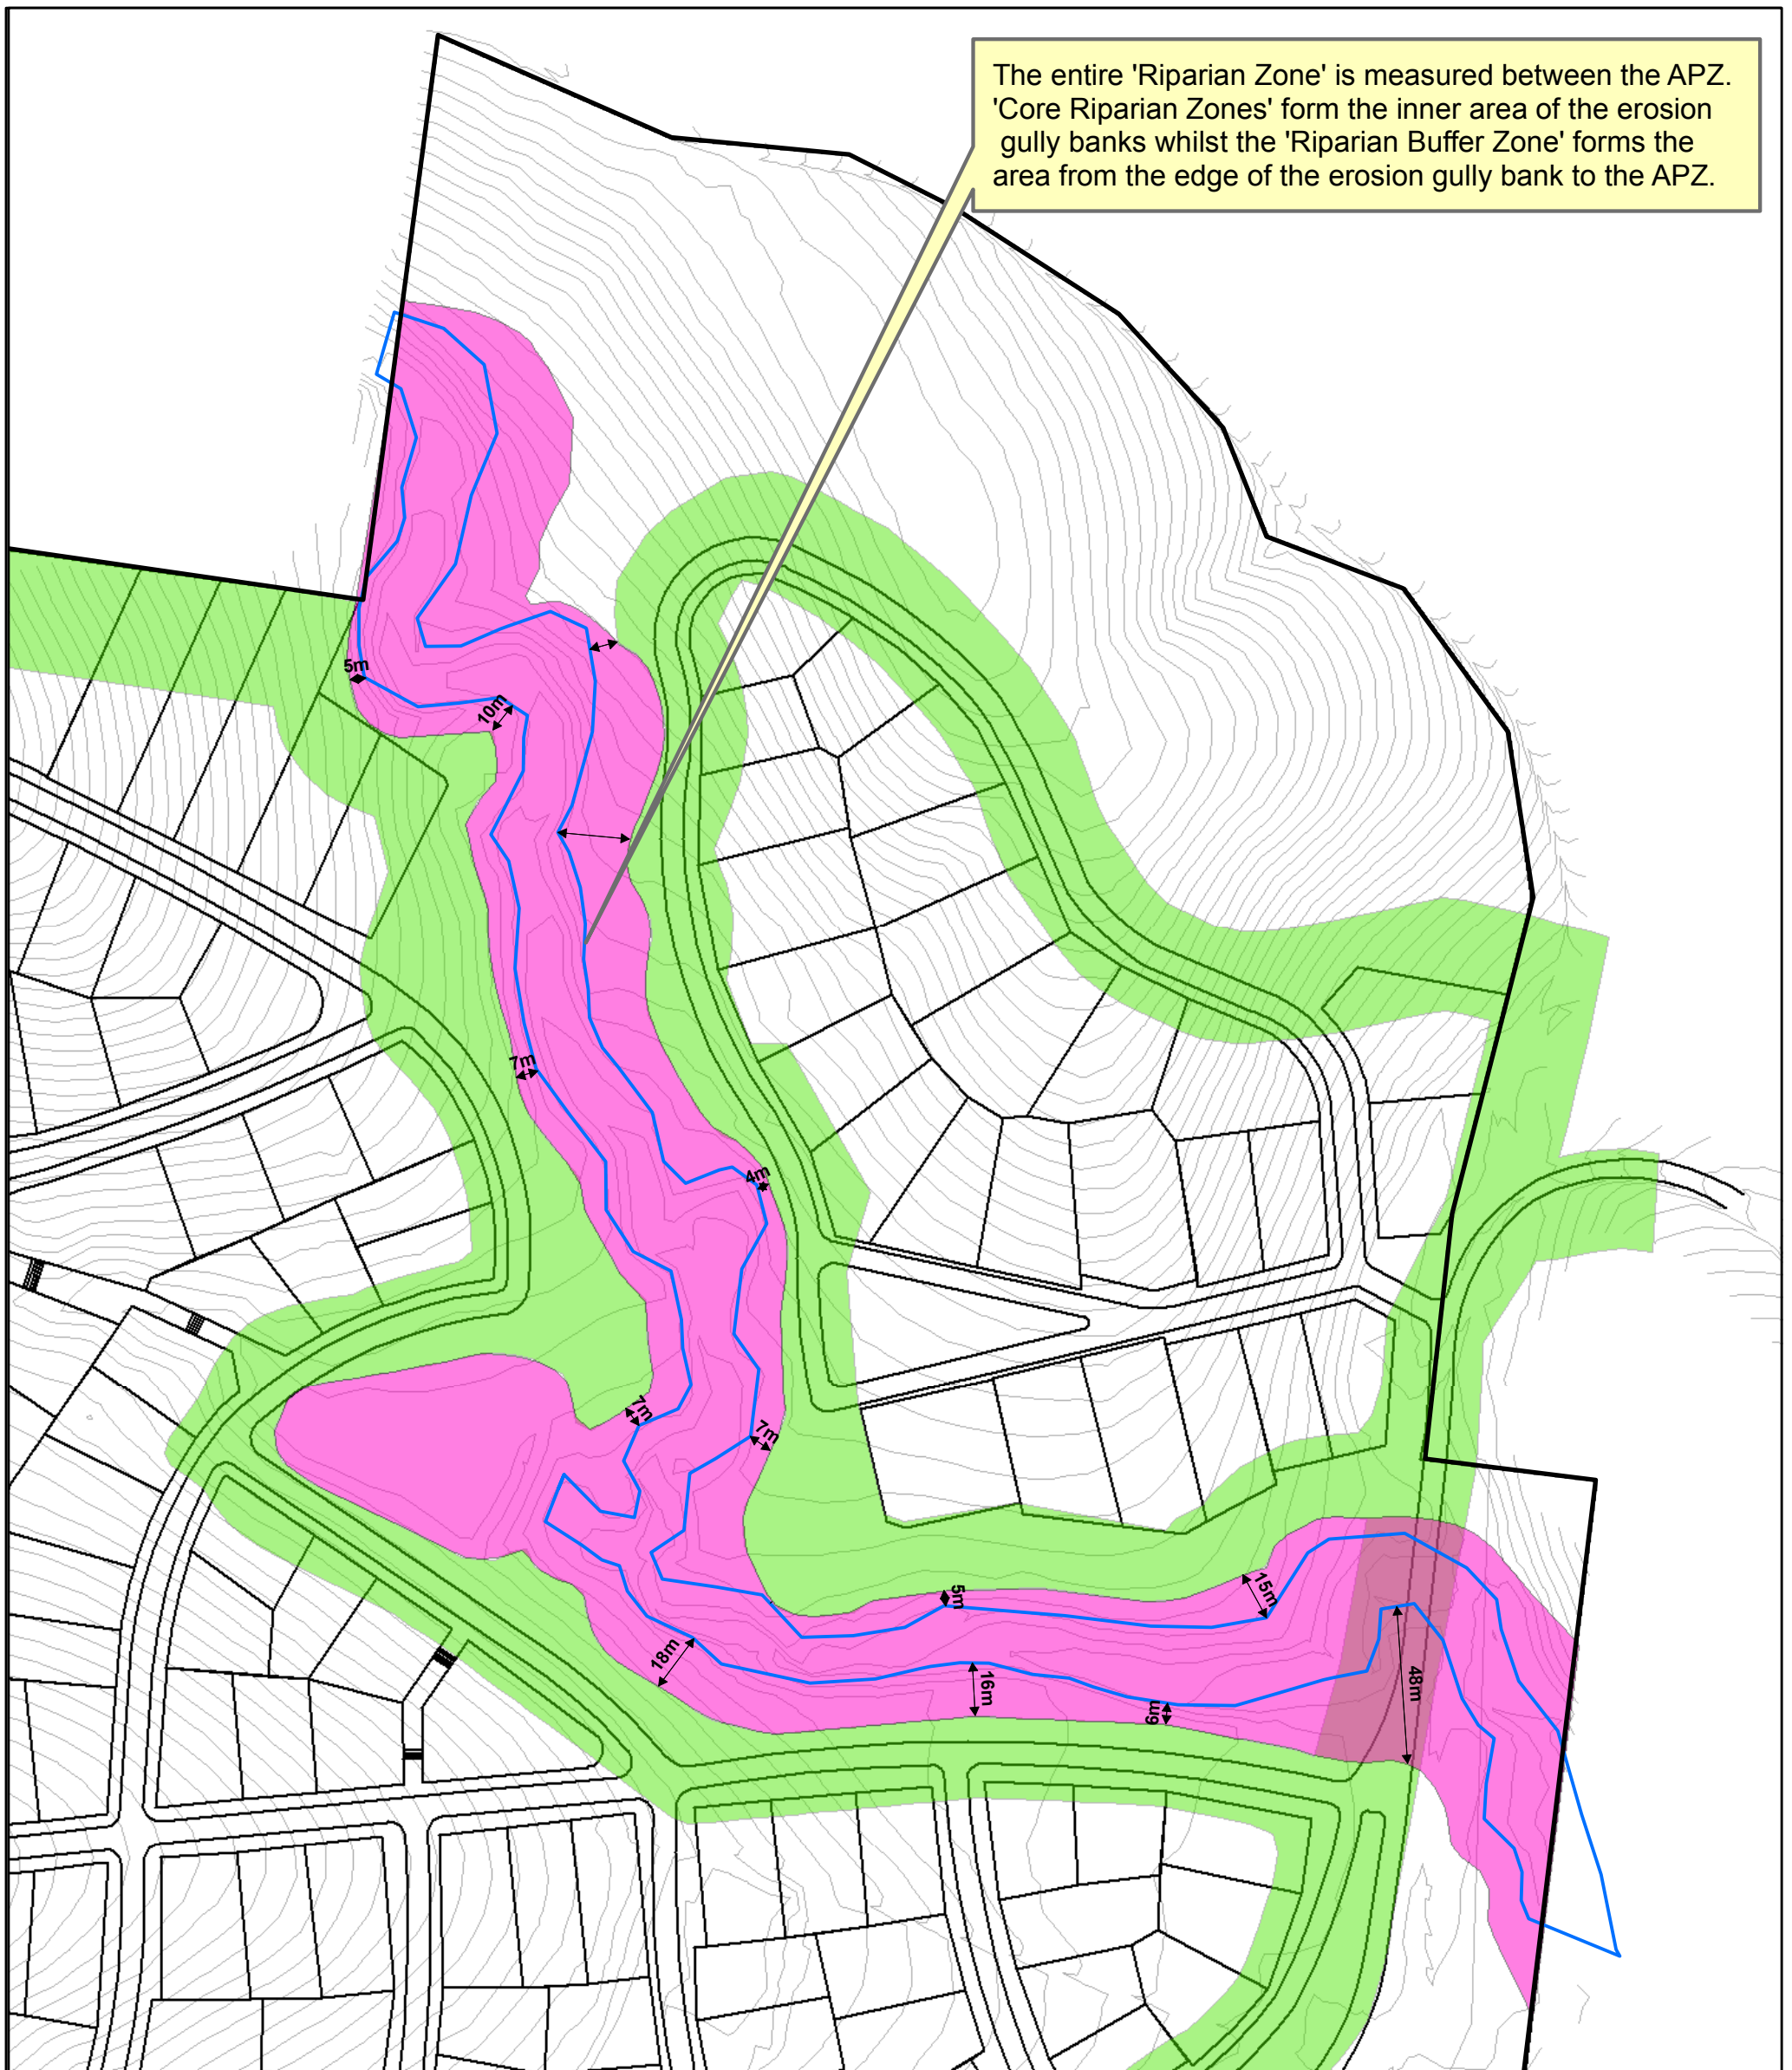 The entire 'Riparian Zone' is measured between the APZ.
'Core Riparian Zones' form the inner area of the erosion
gully banks whilst the 'Riparian Buffer Zone' forms the
area from the edge of the erosion gully bank to the APZ.
5m
10m
7m
4m
7m
7m
5m
15m
18m
16m
6m
48m